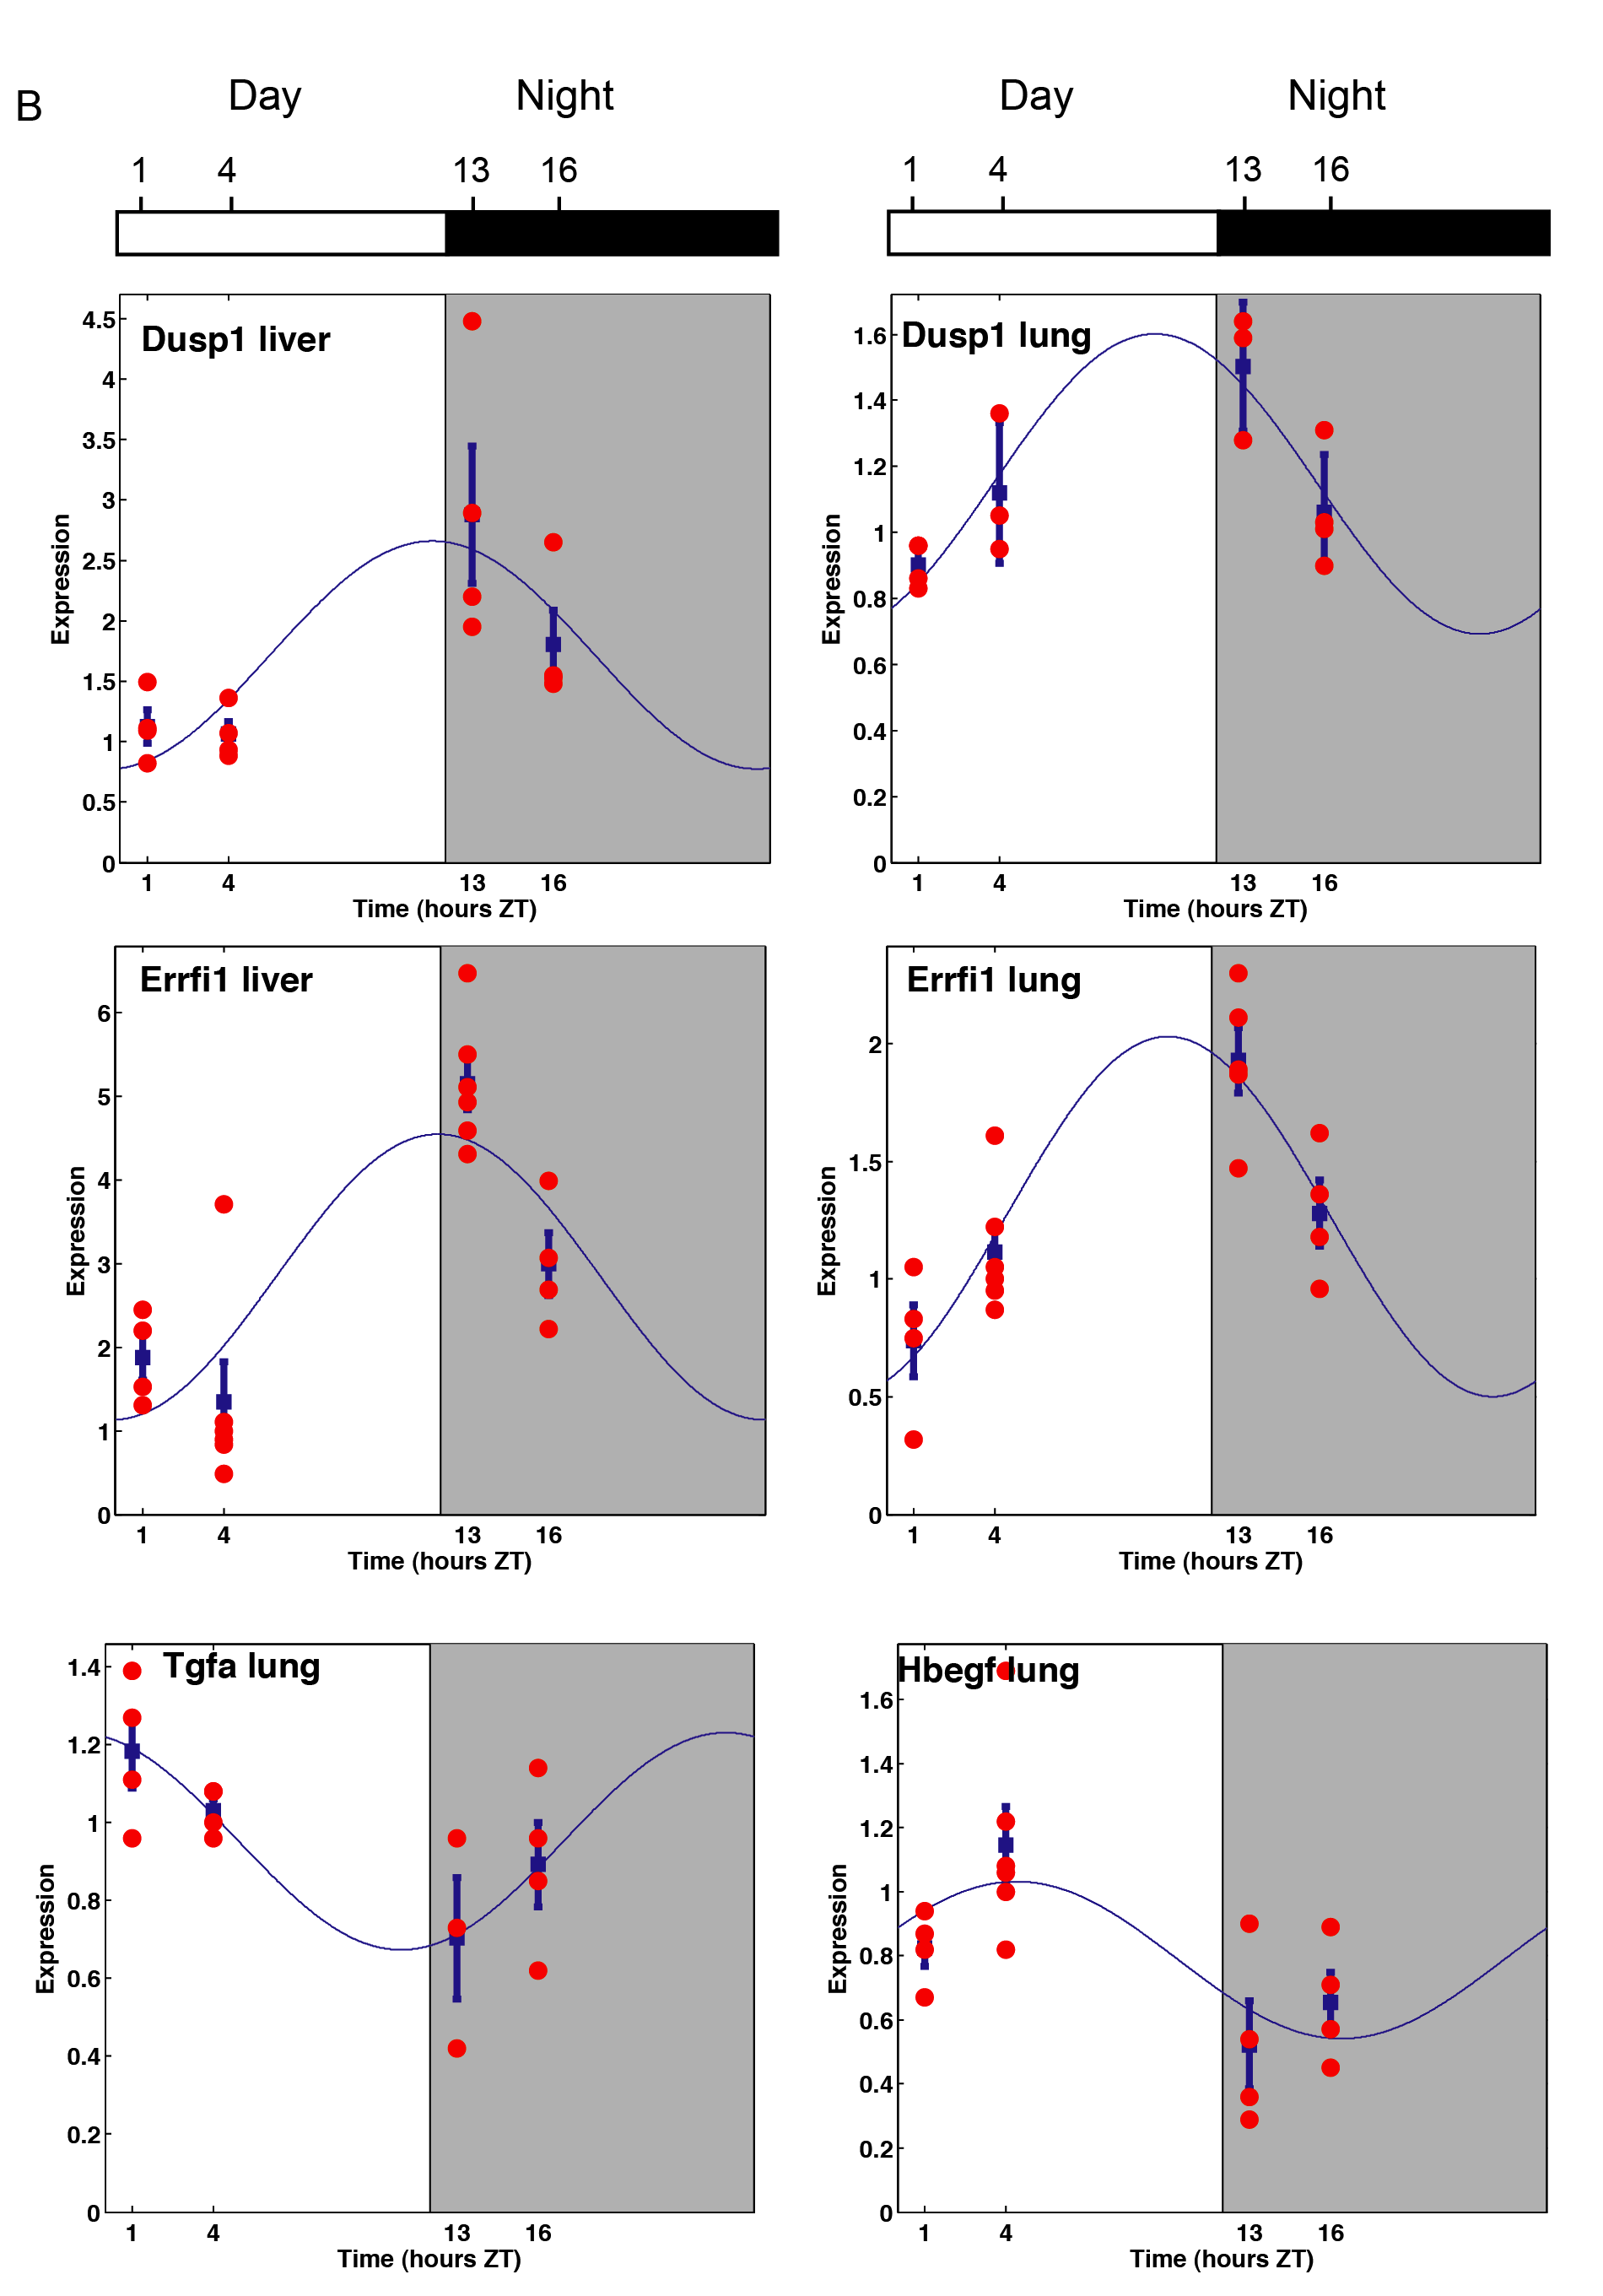 B
Day Night Day Night
1 4 13 16 1 4 13 16
Dusp1 liver
4.5
4
3.5
3
2.5
2
1.5
1
0.5
0
Expression
1 4 13 16
Time (hours ZT)
Dusp1 lung
1.6
1.4
1.2
1
0.8
0.6
0.4
0.2
0
Expression
1 4 13 16
Time (hours ZT)
Errfi1 liver
6
5
4
3
2
1
0
Expression
1 4 13 16
Time (hours ZT)
Errfi1 lung
2
1.5
1
0.5
0
Expression
1 4 13 16
Time (hours ZT)
Tgfa lung
1.4
1.2
1
0.8
0.6
0.4
0.2
0
Expression
1 4 13 16
Time (hours ZT)
Hbegf lung
1.6
1.4
1.2
1
0.8
0.6
0.4
0.2
0
Expression
1 4 13 16
Time (hours ZT)